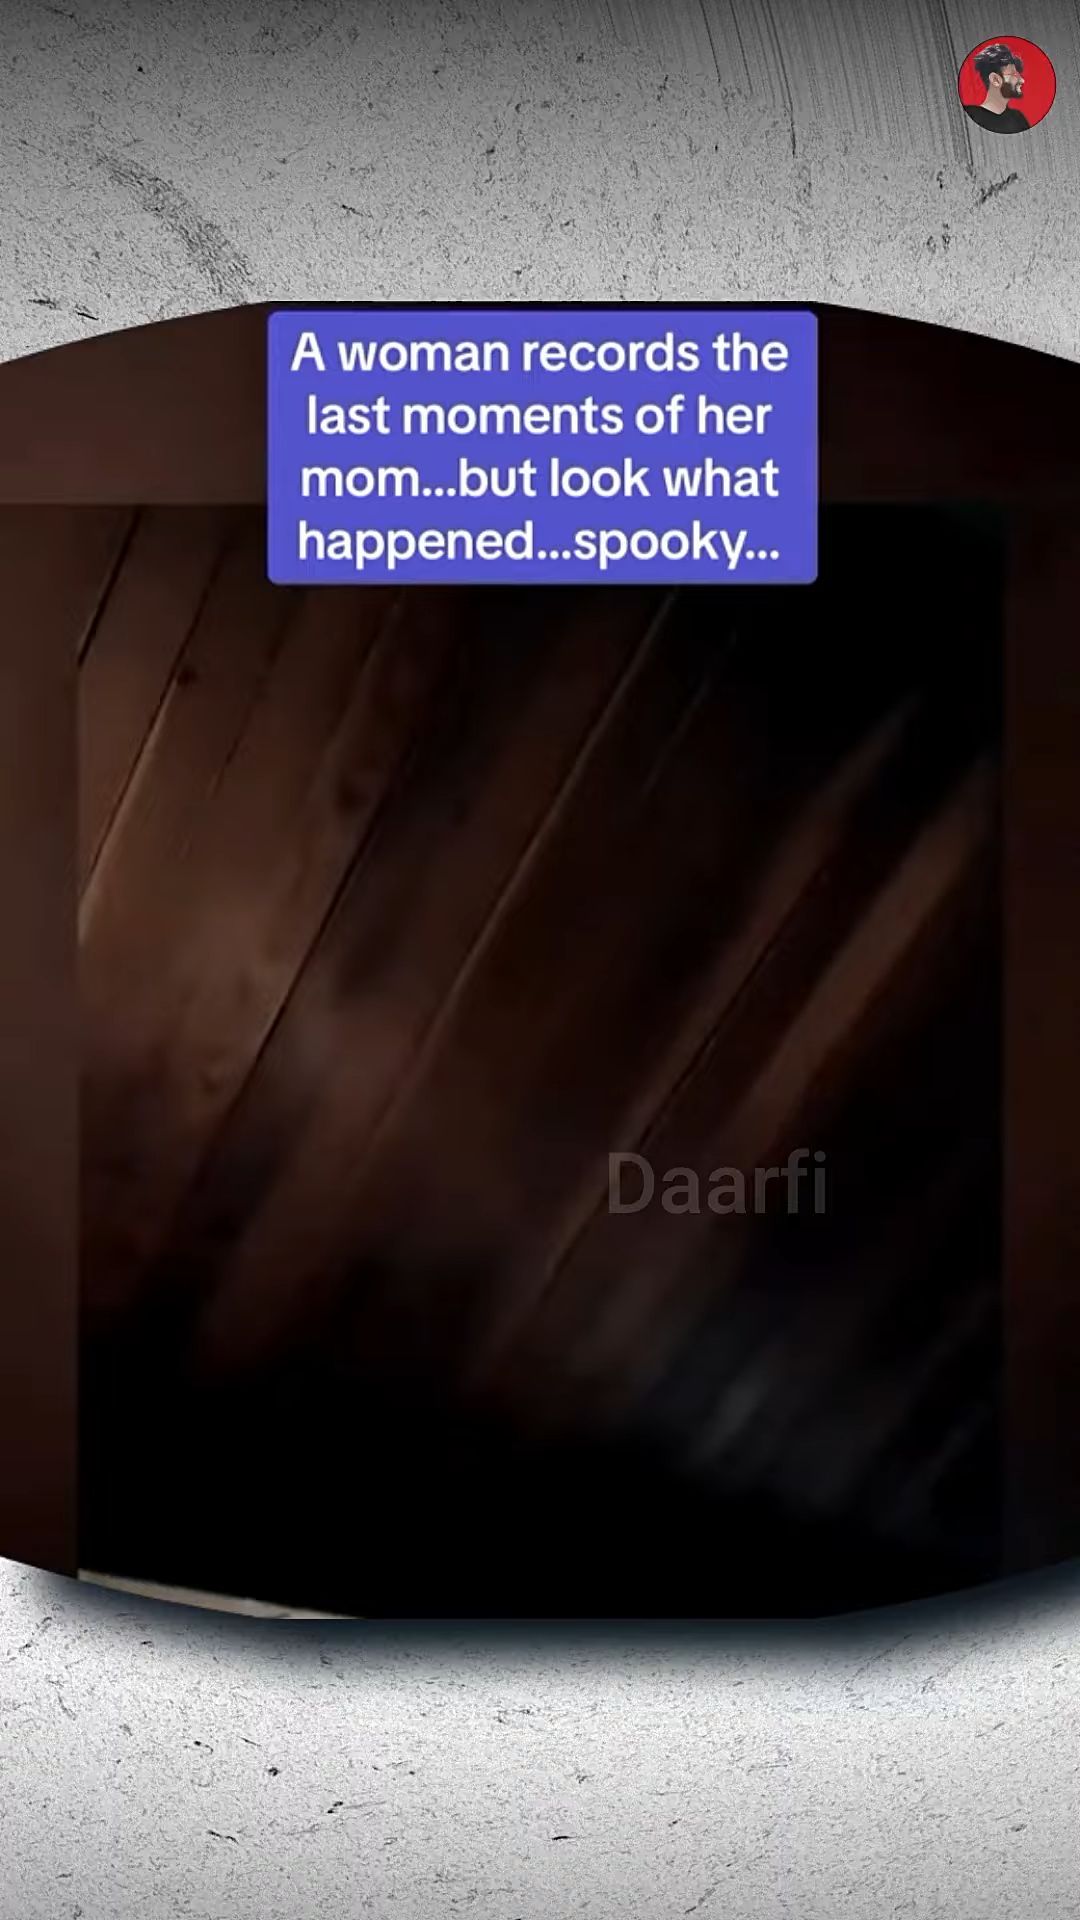 A woman records the
last moments of her
mom...but look what
happened...spooky...
Daarfi